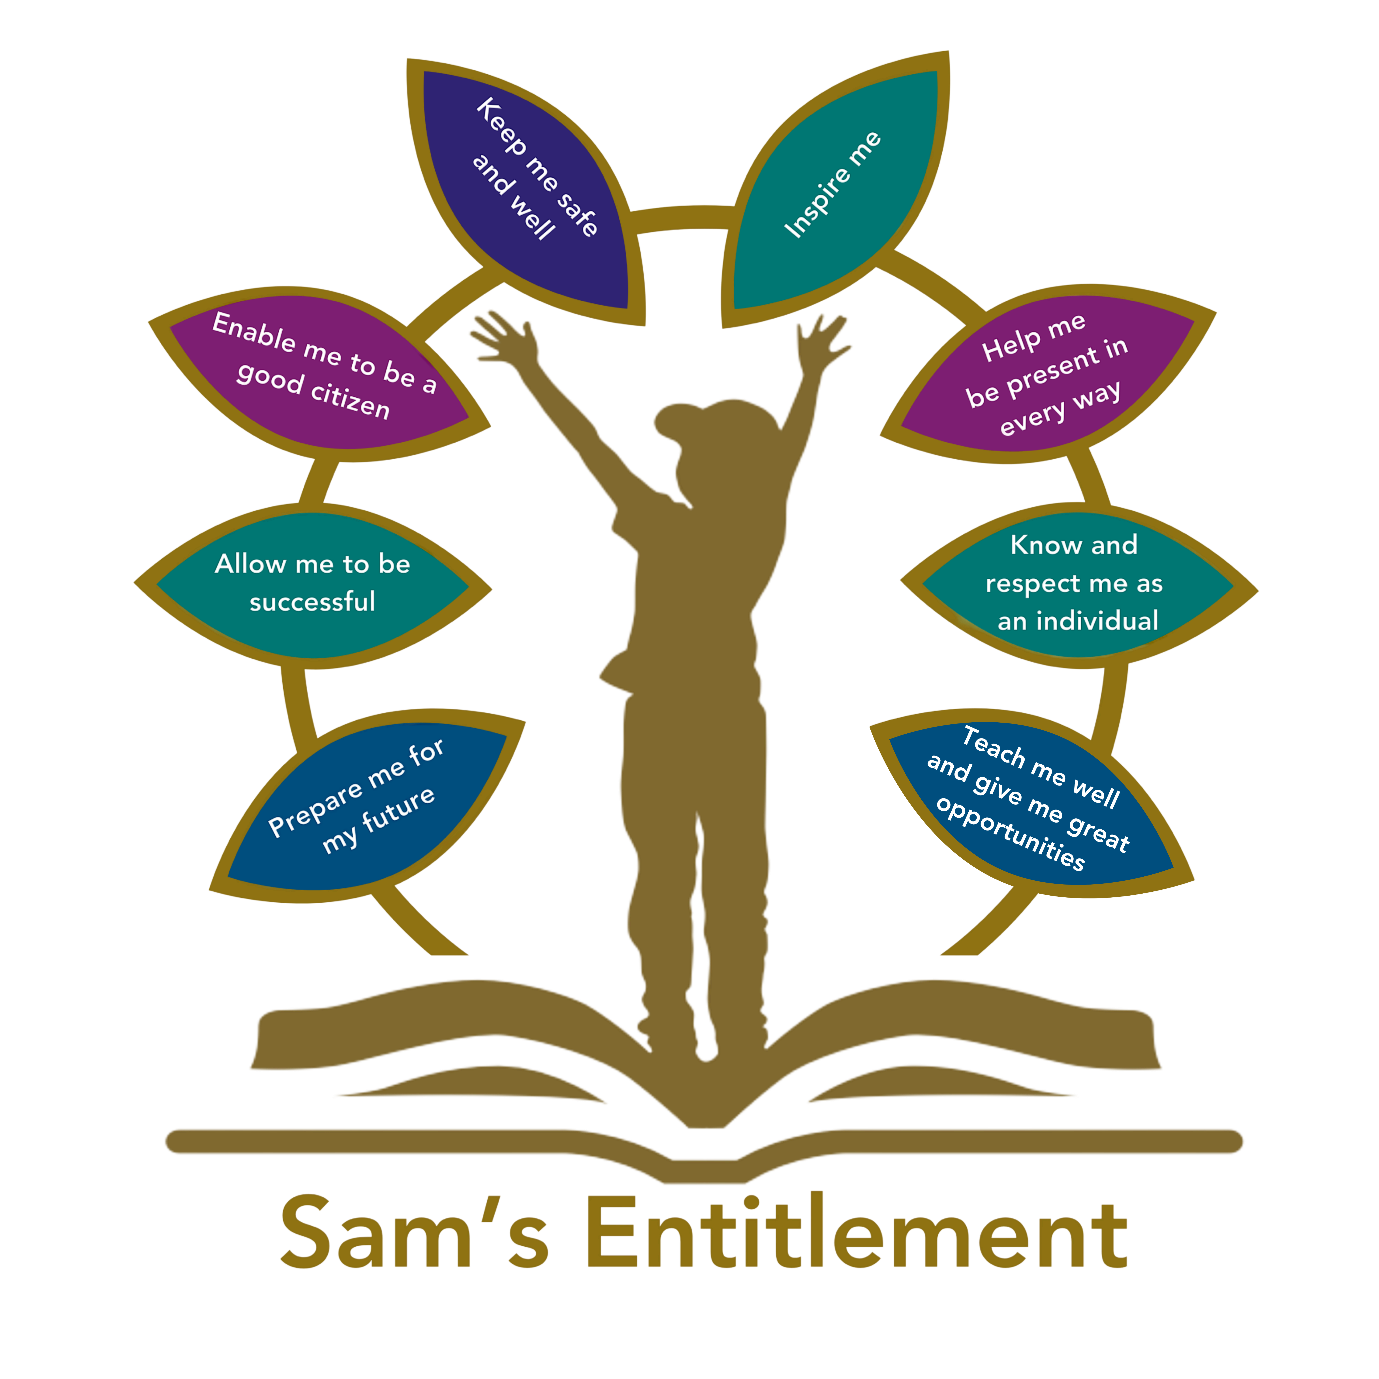 Keep me safe
and well
Inspire me
Enable me to be a
good citizen
Help me
be present in
every way
Allow me to be
successful
Know and
respect me as
an individual
Prepare me for
my future
Teach me well
and give me great
opportunities
Sam's Entitlement